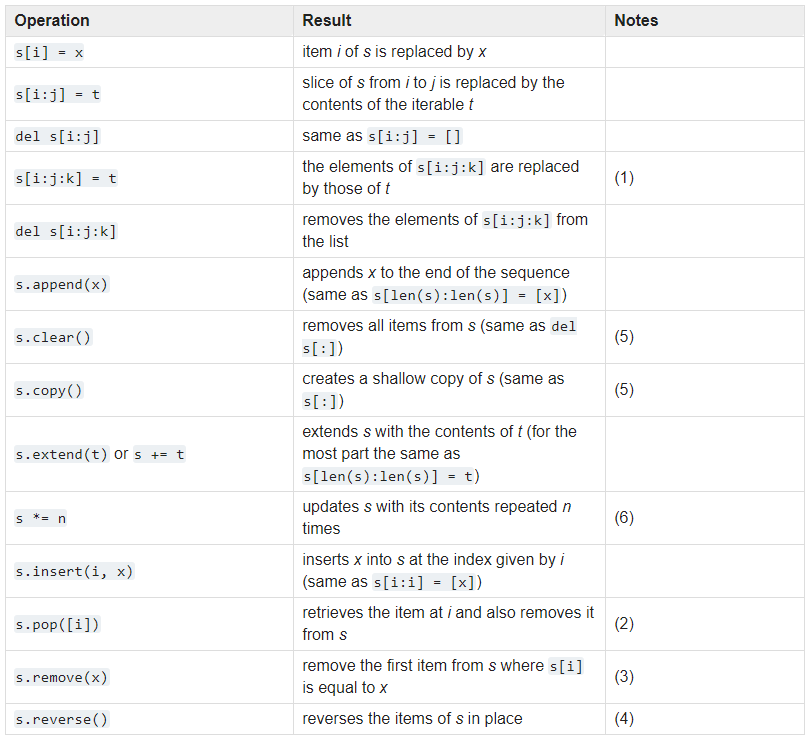 Operation Result Notes
s[i] = x item i of s is replaced by x
slice of s from i to j is replaced by the
s[i:j] = t
contents of the iterable t
del s[i:j] same as s[i:j] = []
the elements of s[i:j:k] are replaced
s[i:j:k] = t (1)
by those of t
removes the elements of s[i:j:k] from
del s[i:j:k]
the list
appends x to the end of the sequence
s.append(x)
(same as s[len(s):len(s)] = [x])
removes all items from s (same as del
s.clear() (5)
s[:])
creates a shallow copy of s (same as
s.copy() (5)
s[:])
extends s with the contents of t (for the
s.extend(t) or s += t most part the same as
s[len(s):len(s)] = t)
updates s with its contents repeated n
s *= n (6)
times
inserts x into s at the index given by i
s.insert(i, x)
(same as s[i:i] = [x])
retrieves the item at i and also removes it
s.pop([i]) (2)
from s
remove the first item from s where s[i]
s.remove(x) (3)
is equal to x
s.reverse() reverses the items of s in place (4)